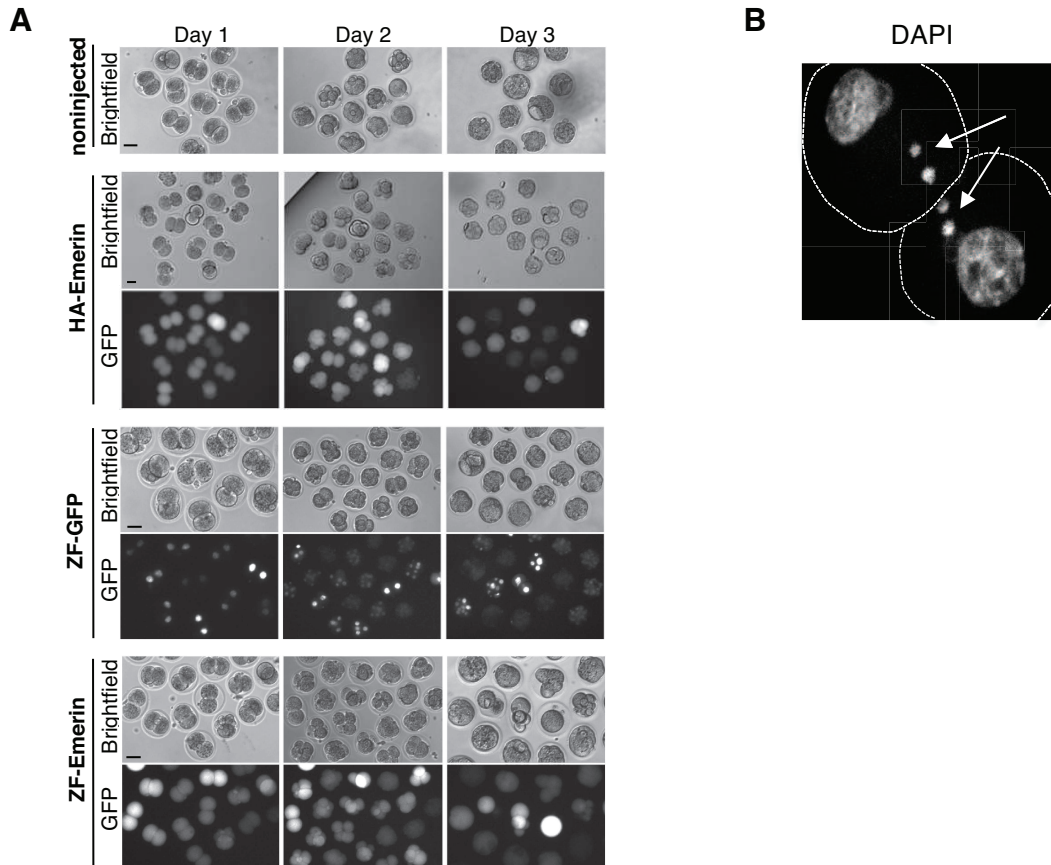 A
Day 1
Day 2
Day 3
noninjected
Brightfield
HA-Emerin
Brightfield
GFP
ZF-GFP
Brightfield
GFP
ZF-Emerin
Brightfield
GFP
B
DAPI